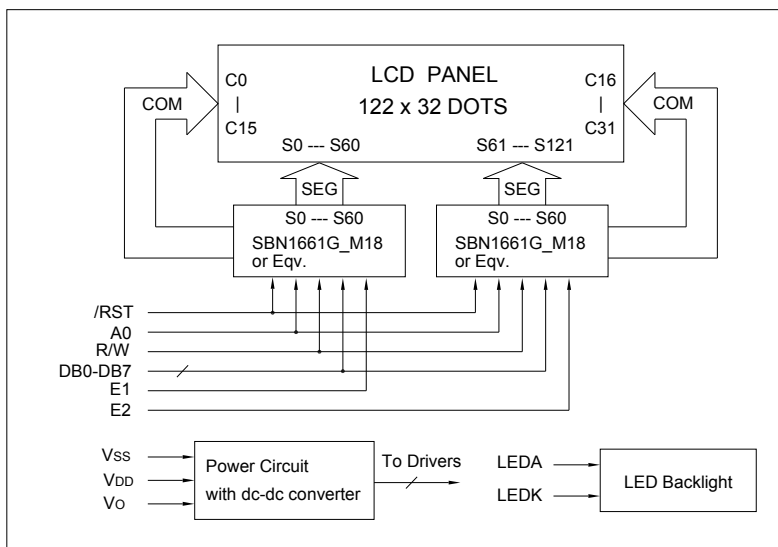 LCD PANEL
122 x 32 DOTS
C0
|
C15
C16
|
C31
COM
COM
S0 --- S60
S61 --- S121
SEG
SEG
S0 --- S60
SBN1661G_M18
or Eqv.
S0 --- S60
SBN1661G_M18
or Eqv.
/RST
A0
R/W
DB0-DB7
E1
E2
VSS
VDD
VO
Power Circuit
with dc-dc converter
To Drivers
LEDA
LEDK
LED Backlight